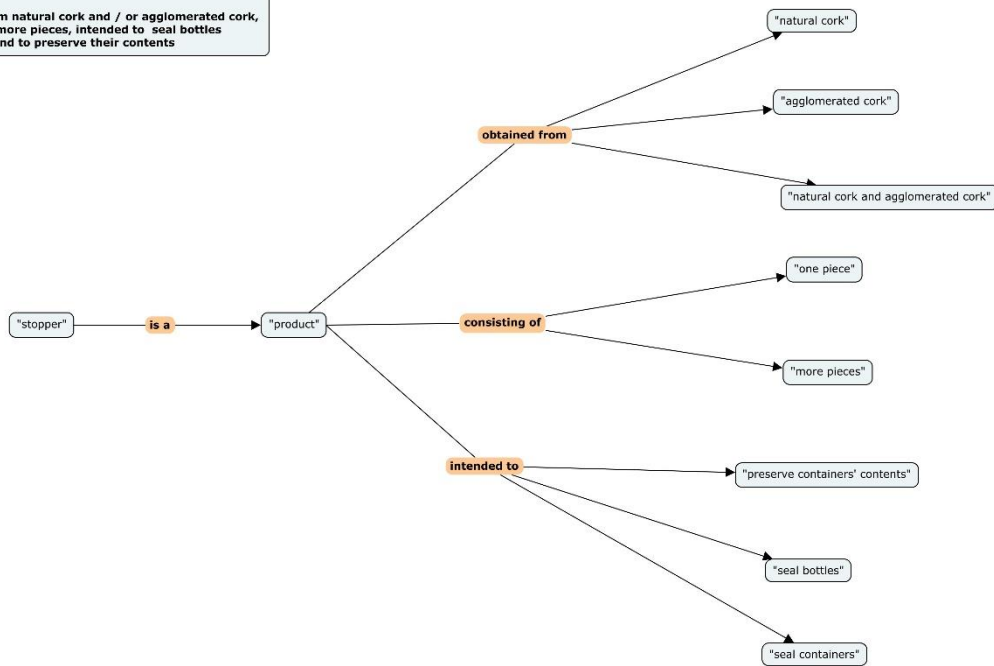 natural cork and / or agglomerated cork,
more pieces, intended to  seal bottles
and to preserve their contents
"natural cork"
"agglomerated cork"
obtained from
"natural cork and agglomerated cork"
"one piece"
"stopper"
is a
"product"
consisting of
"more pieces"
intended to
"preserve containers' contents"
"seal bottles"
"seal containers"